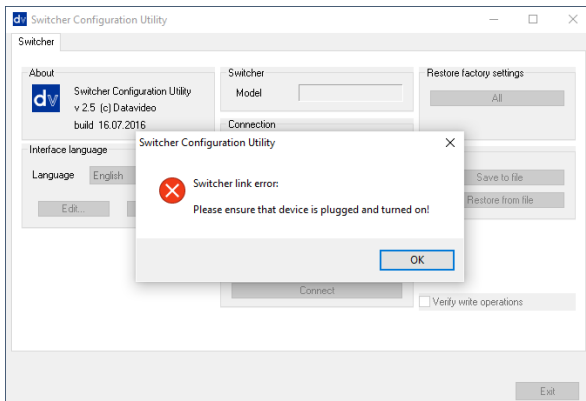 dv Switcher Configuration Utility
Switcher
About
dv
Switcher Configuration Utility
v 2.5 (c) Datavideo
build 16.07.2016
Switcher
Model
Restore factory settings
All
Connection
Interface language
Language English
Edit...
Switcher Configuration Utility
Switcher link error:
Please ensure that device is plugged and turned on!
OK
Save to file
Restore from file
Connect
Verify write operations
Exit